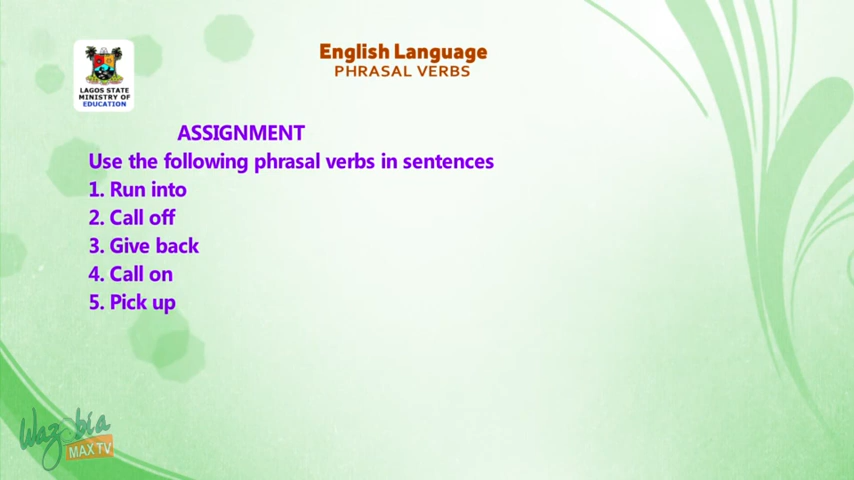 English Language
PHRASAL VERBS
LAGOS STATE
MINISTRY OF
EDUCATION
ASSIGNMENT
Use the following phrasal verbs in sentences
1. Run into
2. Call off
3. Give back
4. Call on
5. Pick up
Wazobia
MAX TV